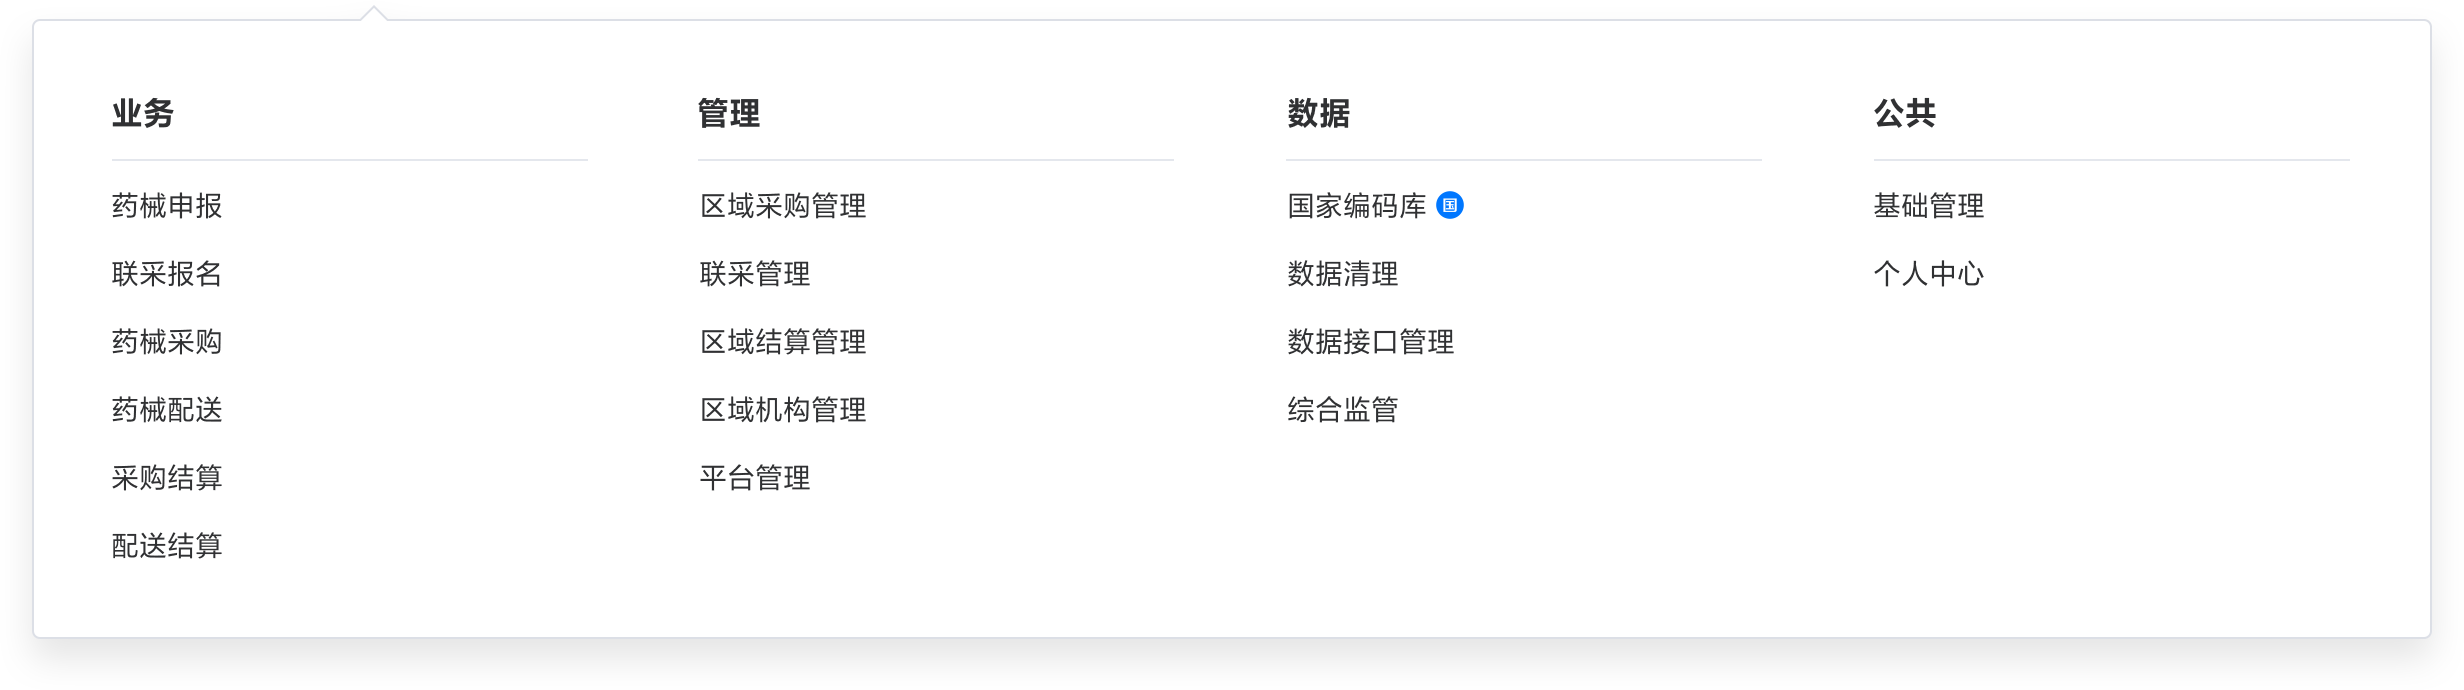 业务
药械申报
联采报名
药械采购
药械配送
采购结算
配送结算
管理
区域采购管理
联采管理
区域结算管理
区域机构管理
平台管理
数据
国家编码库 国
数据清理
数据接口管理
综合监管
公共
基础管理
个人中心